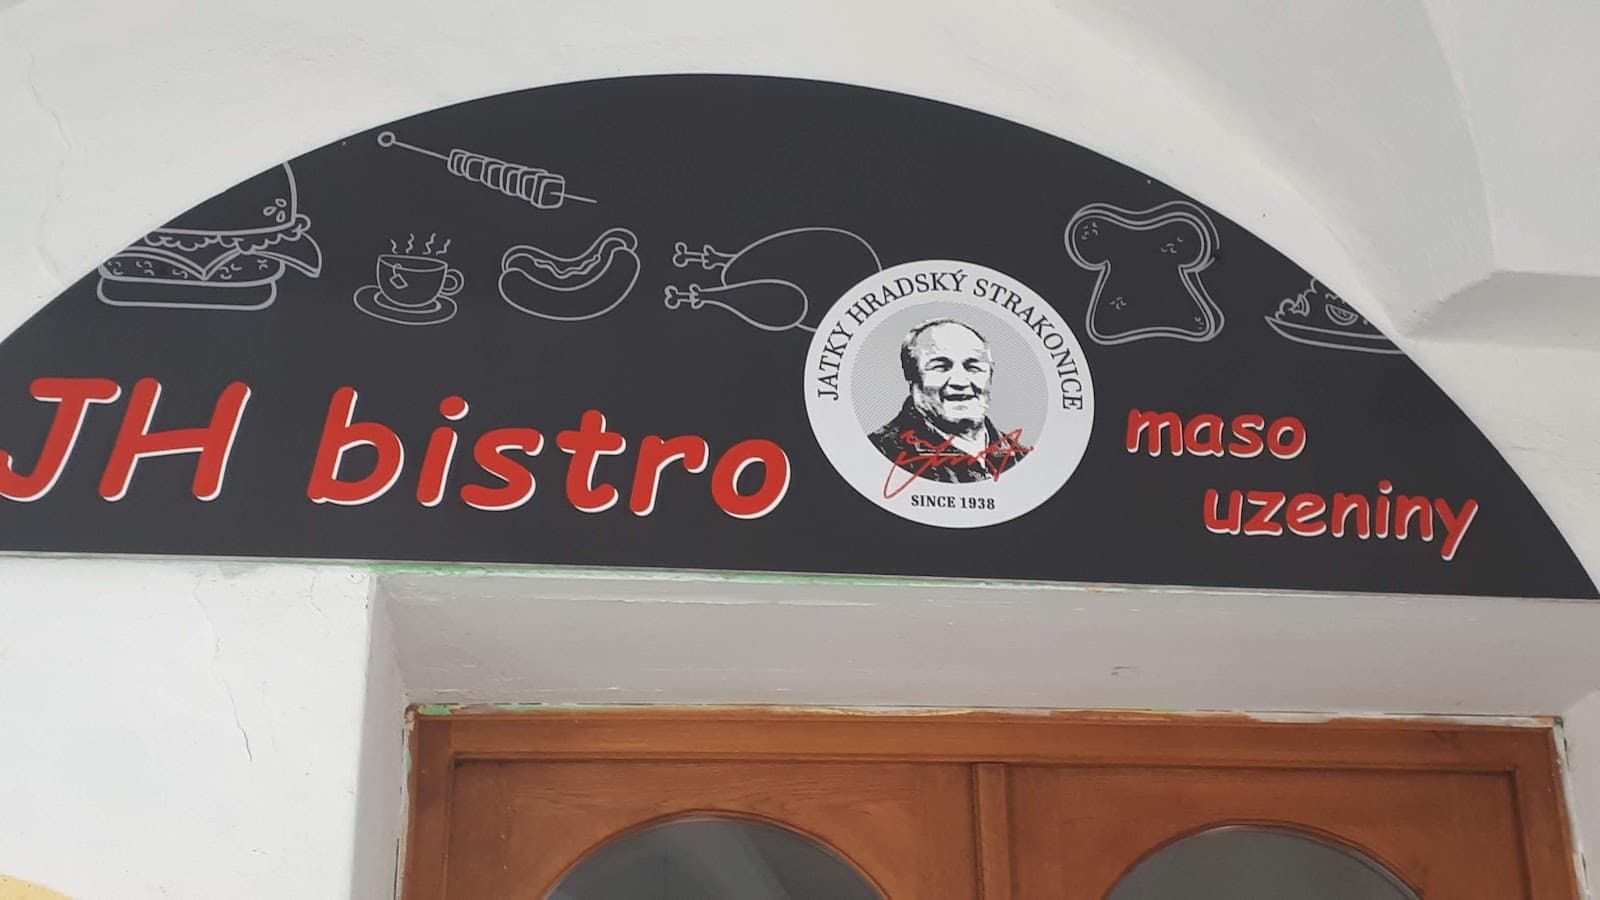 JH bistro
JATKY HRADSKÝ STRAKONICE
SINCE 1938
maso
uzeniny